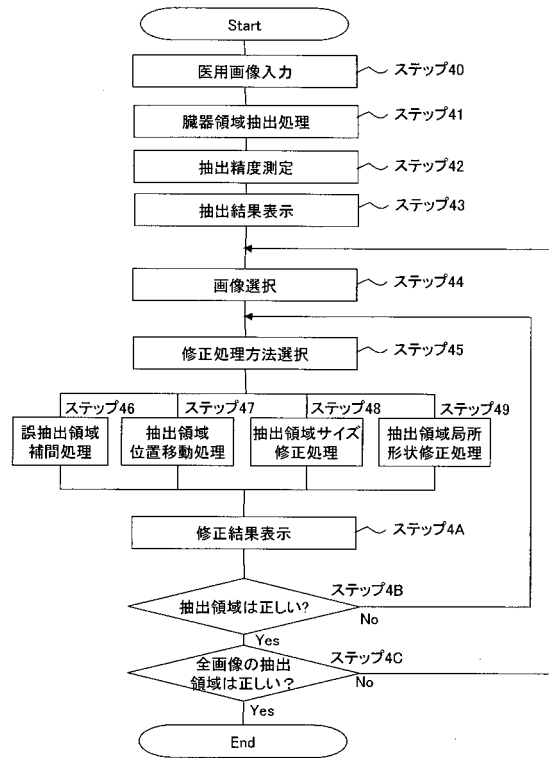 Start
医用画像入力
ステップ40
臓器領域抽出処理
ステップ41
抽出精度測定
ステップ42
抽出結果表示
ステップ43
画像選択
ステップ44
修正処理方法選択
ステップ45
ステップ46
誤抽出領域
補間処理
ステップ47
抽出領域
位置移動処理
ステップ48
抽出領域サイズ
修正処理
ステップ49
抽出領域局所
形状修正処理
修正結果表示
ステップ4A
抽出領域は正しい?
ステップ4B
No
Yes
全画像の抽出
領域は正しい?
ステップ4C
No
Yes
End